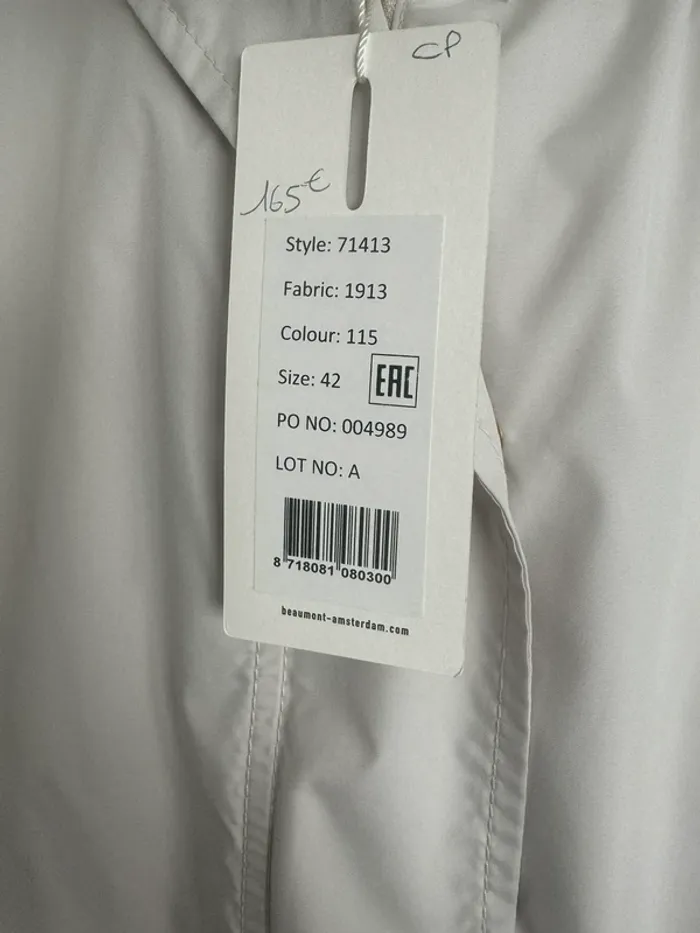 CP
165€
Style: 71413
Fabric: 1913
Colour: 115
Size: 42
EAC
PO NO: 004989
LOT NO: A
8 718081 080300
beaumont-amsterdam.com